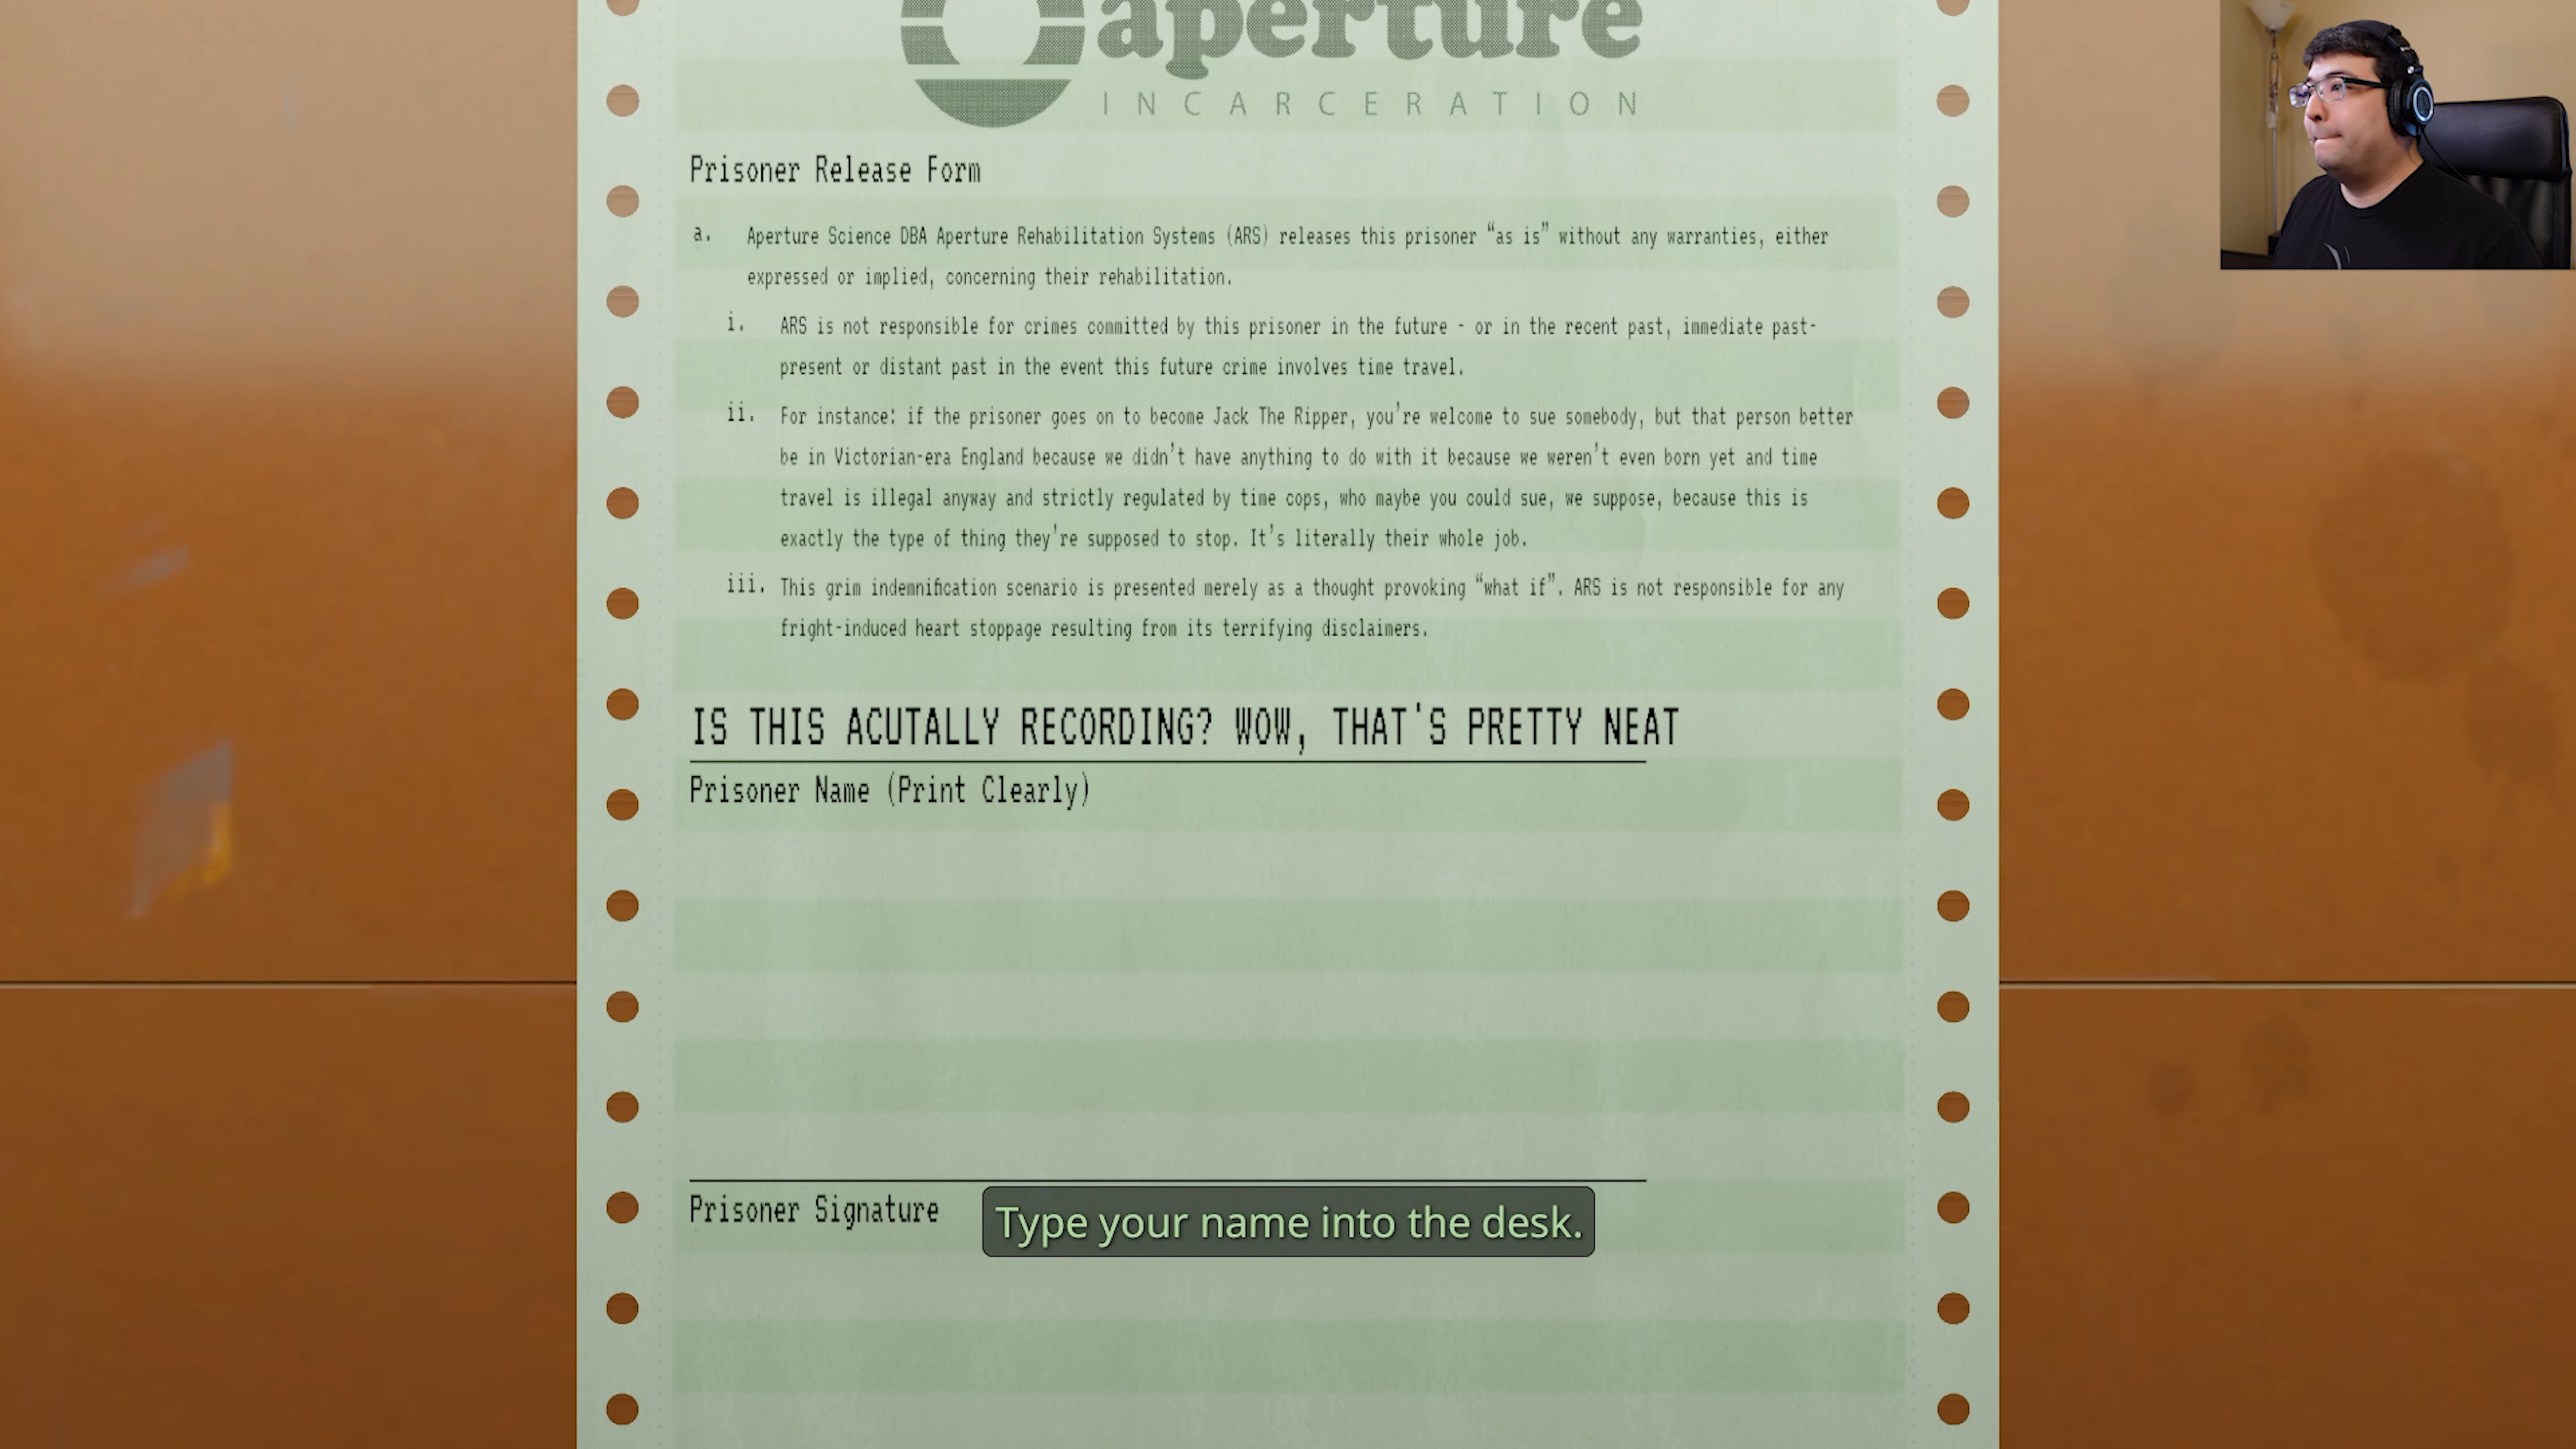 aperture
INCARCERATION
Prisoner Release Form
a. Aperture Science DBA Aperture Rehabilitation Systems (ARS) releases this prisoner “as is” without any warranties, either
expressed or implied, concerning their rehabilitation.
i. ARS is not responsible for crimes committed by this prisoner in the future - or in the recent past, immediate past-
present or distant past in the event this future crime involves time travel.
ii. For instance: if the prisoner goes on to become Jack The Ripper, you're welcome to sue somebody, but that person better
be in Victorian-era England because we didn't have anything to do with it because we weren't even born yet and time
travel is illegal anyway and strictly regulated by time cops, who maybe you could sue, we suppose, because this is
exactly the type of thing they're supposed to stop. It's literally their whole job.
iii. This grim indemnification scenario is presented merely as a thought provoking “what if”. ARS is not responsible for any
fright-induced heart stoppage resulting from its terrifying disclaimers.
IS THIS ACUTALLY RECORDING? WOW, THAT'S PRETTY NEAT
Prisoner Name (Print Clearly)
Prisoner Signature
Type your name into the desk.